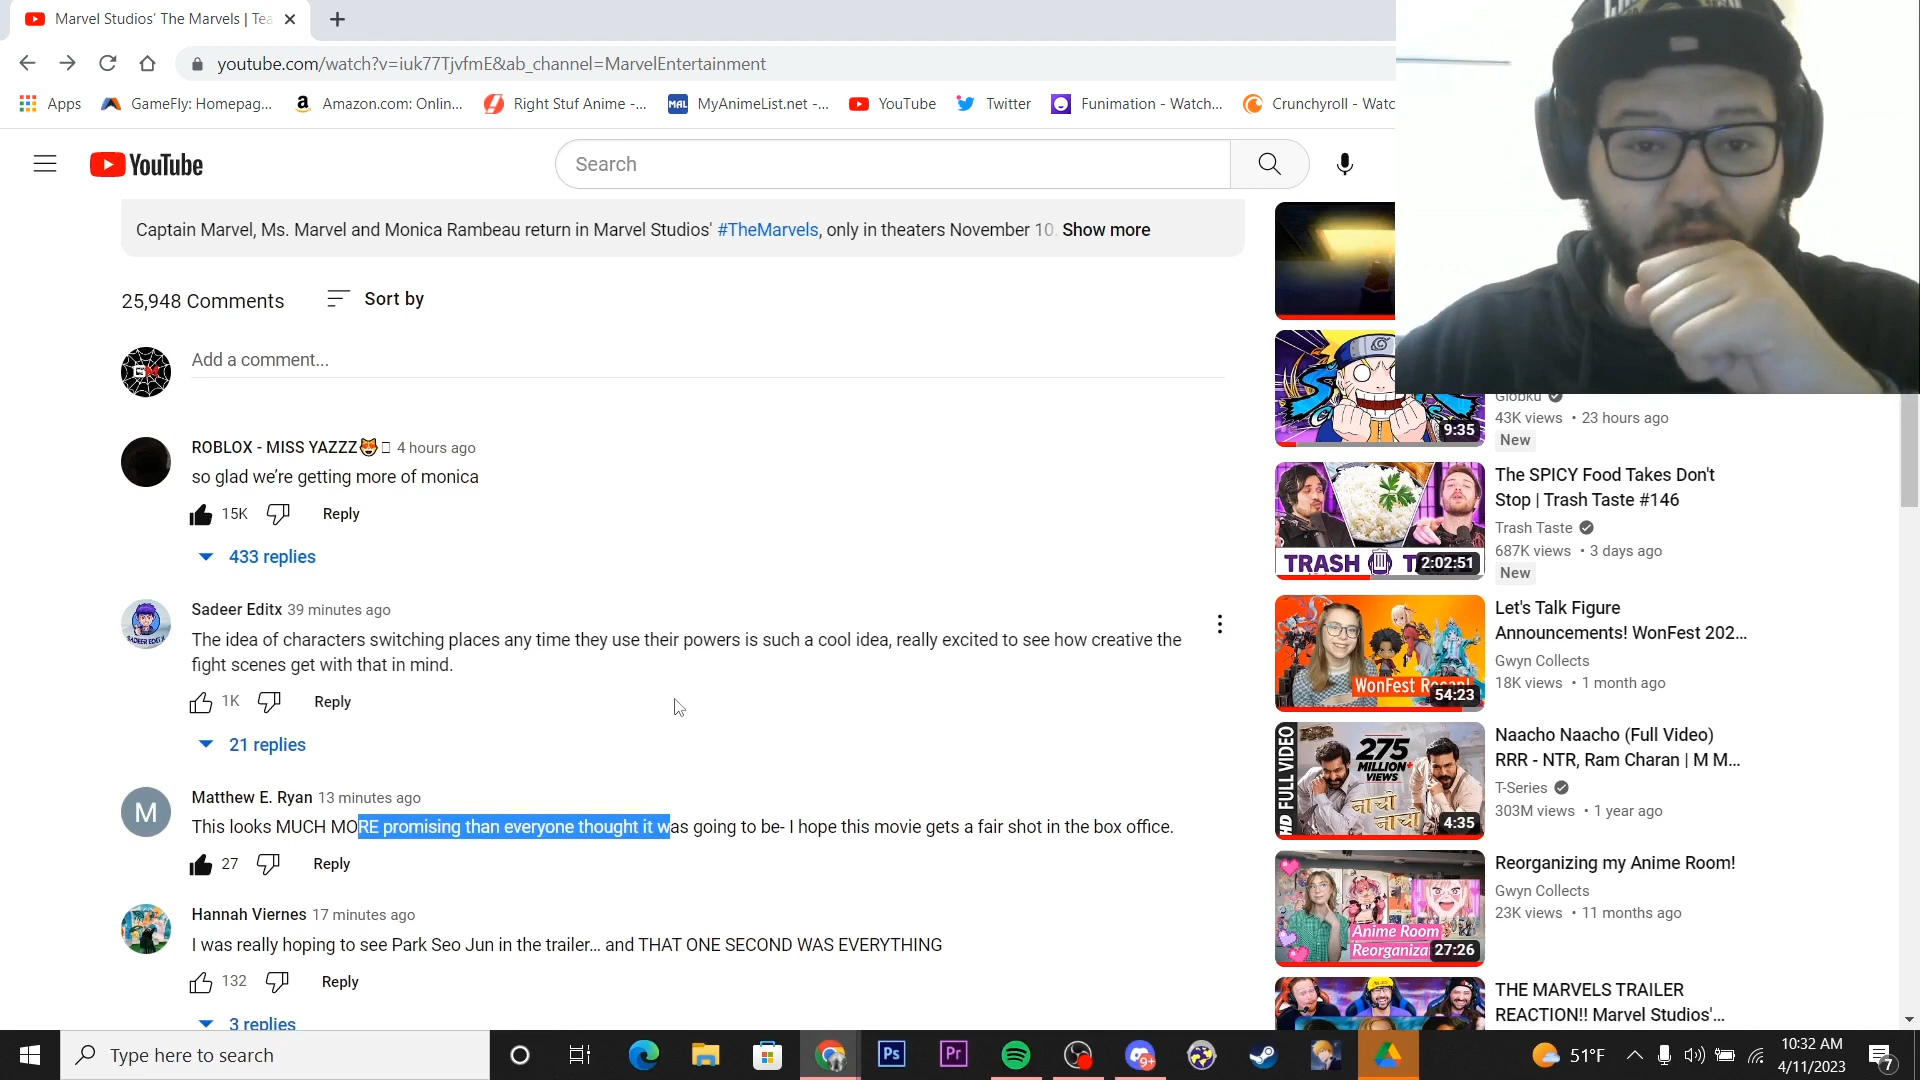 Marvel Studios' The Marvels | Tea
youtube.com/watch?v=iuk77TjvfmE&ab_channel=MarvelEntertainment
Apps GameFly: Homepag... Amazon.com: Onlin... Right Stuf Anime -... MAL MyAnimeList.net -... YouTube Twitter Funimation - Watch... Crunchyroll - Watc
YouTube
Search
Captain Marvel, Ms. Marvel and Monica Rambeau return in Marvel Studios' #TheMarvels, only in theaters November 10. Show more
25,948 Comments Sort by
Add a comment...
ROBLOX - MISS YAZZZ😻 4 hours ago
so glad we're getting more of monica
15K Reply
433 replies
Sadeer Editx 39 minutes ago
The idea of characters switching places any time they use their powers is such a cool idea, really excited to see how creative the
fight scenes get with that in mind.
1K Reply
21 replies
M
Matthew E. Ryan 13 minutes ago
This looks MUCH MORE promising than everyone thought it was going to be- I hope this movie gets a fair shot in the box office.
27 Reply
Hannah Viernes 17 minutes ago
I was really hoping to see Park Seo Jun in the trailer... and THAT ONE SECOND WAS EVERYTHING
132 Reply
3 replies
9:35
Globku
43K views • 23 hours ago
New
TRASH TA
2:02:51
The SPICY Food Takes Don't
Stop | Trash Taste #146
Trash Taste
687K views • 3 days ago
New
WonFest Recap!
54:23
Let's Talk Figure
Announcements! WonFest 202...
Gwyn Collects
18K views • 1 month ago
HD FULL VIDEO
RRR
275
MILLION+
VIEWS
नाचो
नाचो
4:35
Naacho Naacho (Full Video)
RRR - NTR, Ram Charan | M M...
T-Series
303M views • 1 year ago
Anime Room
Reorganiza
27:26
Reorganizing my Anime Room!
Gwyn Collects
23K views • 11 months ago
THE MARVELS TRAILER
REACTION!! Marvel Studios'...
Type here to search
Ps
Pr
9+
51°F
10:32 AM
4/11/2023
7